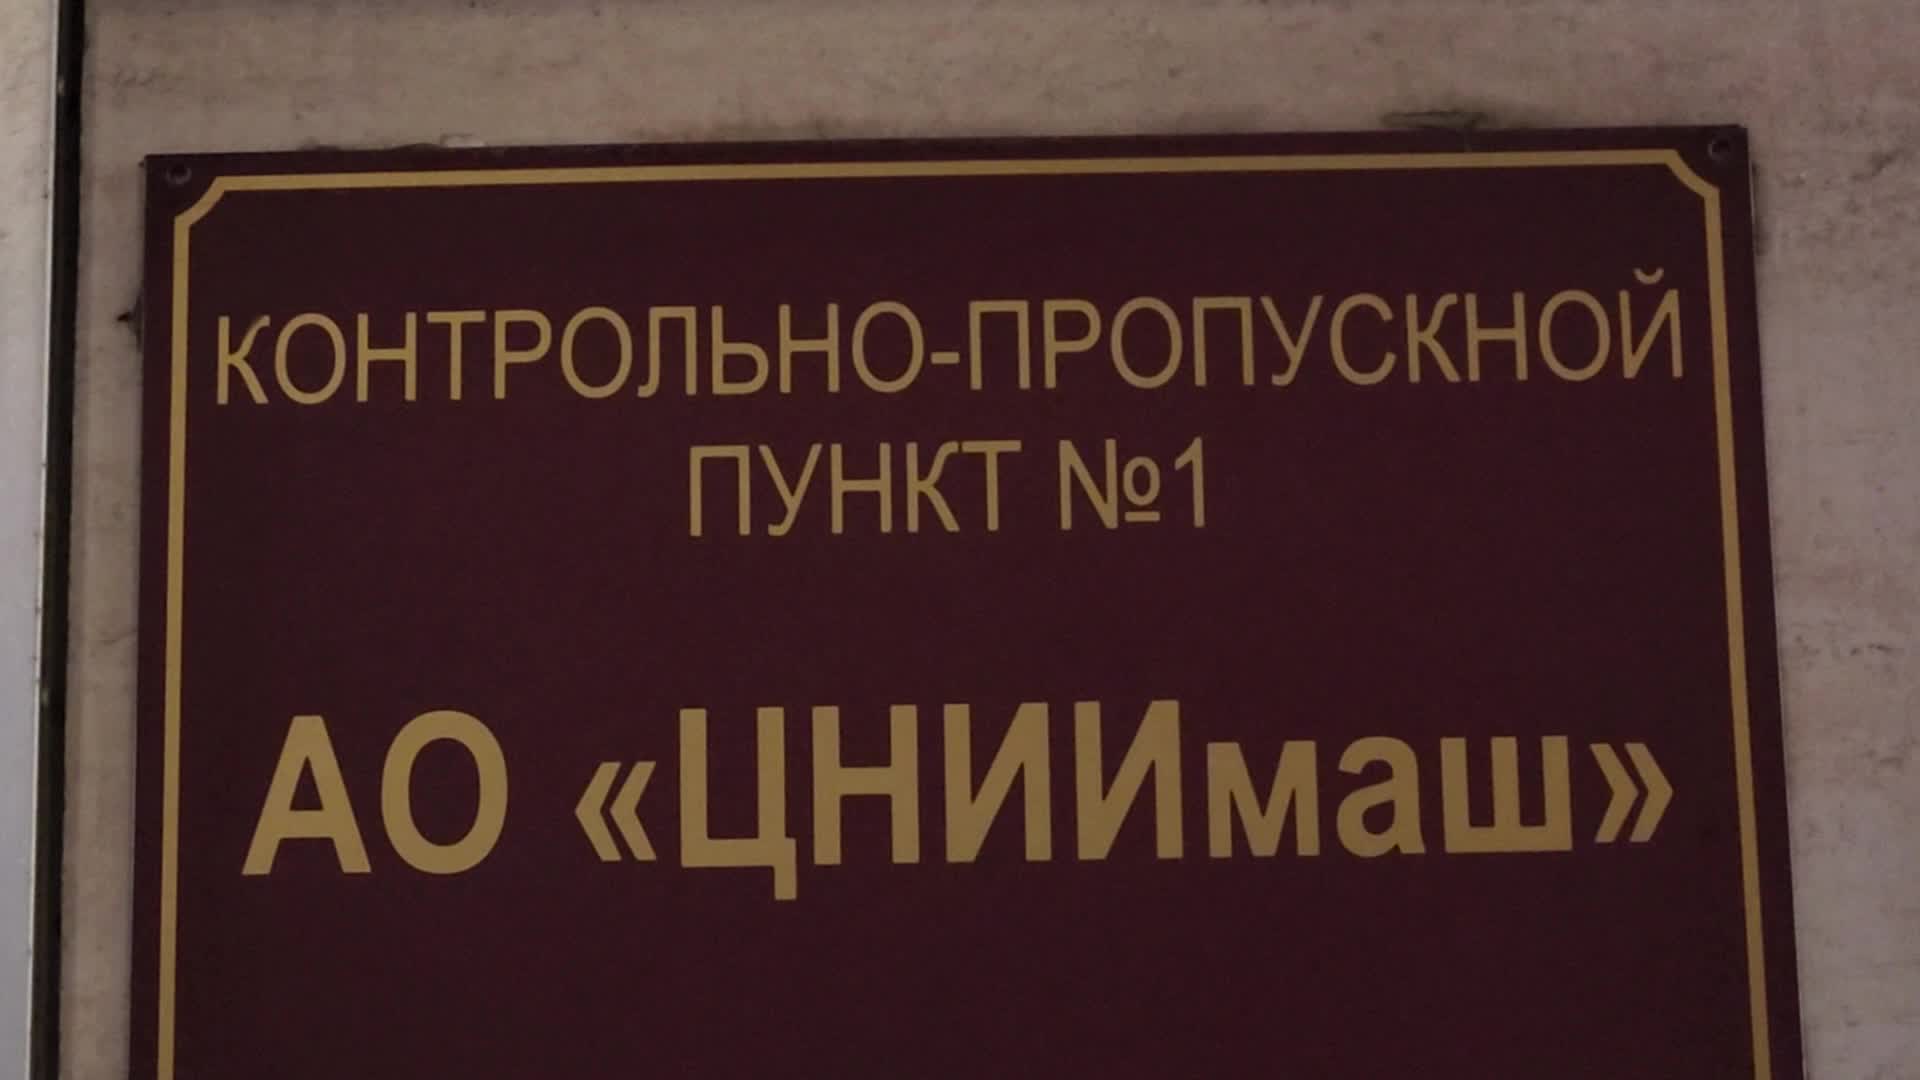 КОНТРОЛЬНО-ПРОПУСКНОЙ
ПУНКТ №1
АО «ЦНИИмаш»